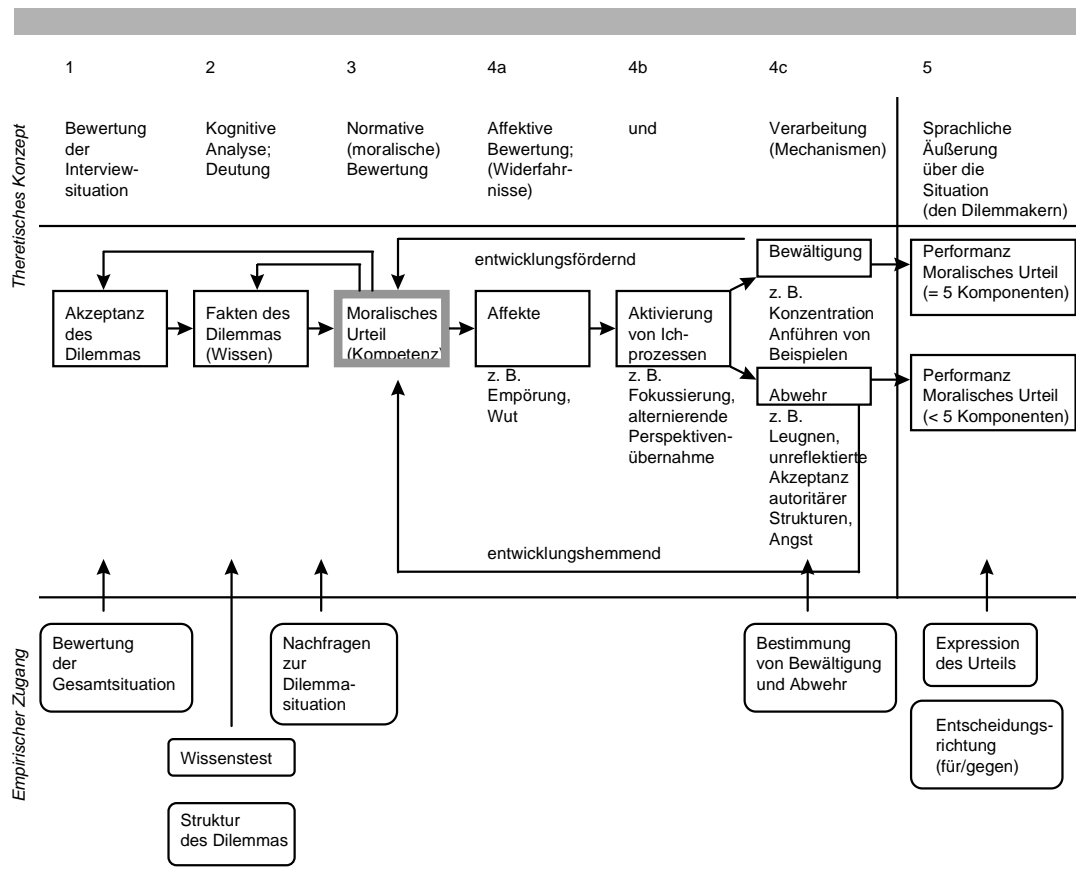 1
2
3
4a
4b
4c
5
Theretisches Konzept
Bewertung
der
Interview-
situation
Kognitive
Analyse;
Deutung
Normative
(moralische)
Bewertung
Affektive
Bewertung;
(Widerfahr-
nisse)
und
Verarbeitung
(Mechanismen)
Sprachliche
Äußerung
über die
Situation
(den Dilemmakern)
entwicklungsfördernd
Akzeptanz
des
Dilemmas
Fakten des
Dilemmas
(Wissen)
Moralisches
Urteil
(Kompetenz)
Affekte
z. B.
Empörung,
Wut
Aktivierung
von Ich-
prozessen
z. B.
Fokussierung,
alternierende
Perspektiven-
übernahme
Bewältigung
z. B.
Konzentration
Anführen von
Beispielen
Abwehr
z. B.
Leugnen,
unreflektierte
Akzeptanz
autoritärer
Strukturen,
Angst
Performanz
Moralisches Urteil
(= 5 Komponenten)
Performanz
Moralisches Urteil
(< 5 Komponenten)
entwicklungshemmend
Empirischer Zugang
Bewertung
der
Gesamtsituation
Wissenstest
Struktur
des Dilemmas
Nachfragen
zur
Dilemma-
situation
Bestimmung
von Bewältigung
und Abwehr
Expression
des Urteils
Entscheidungs-
richtung
(für/gegen)